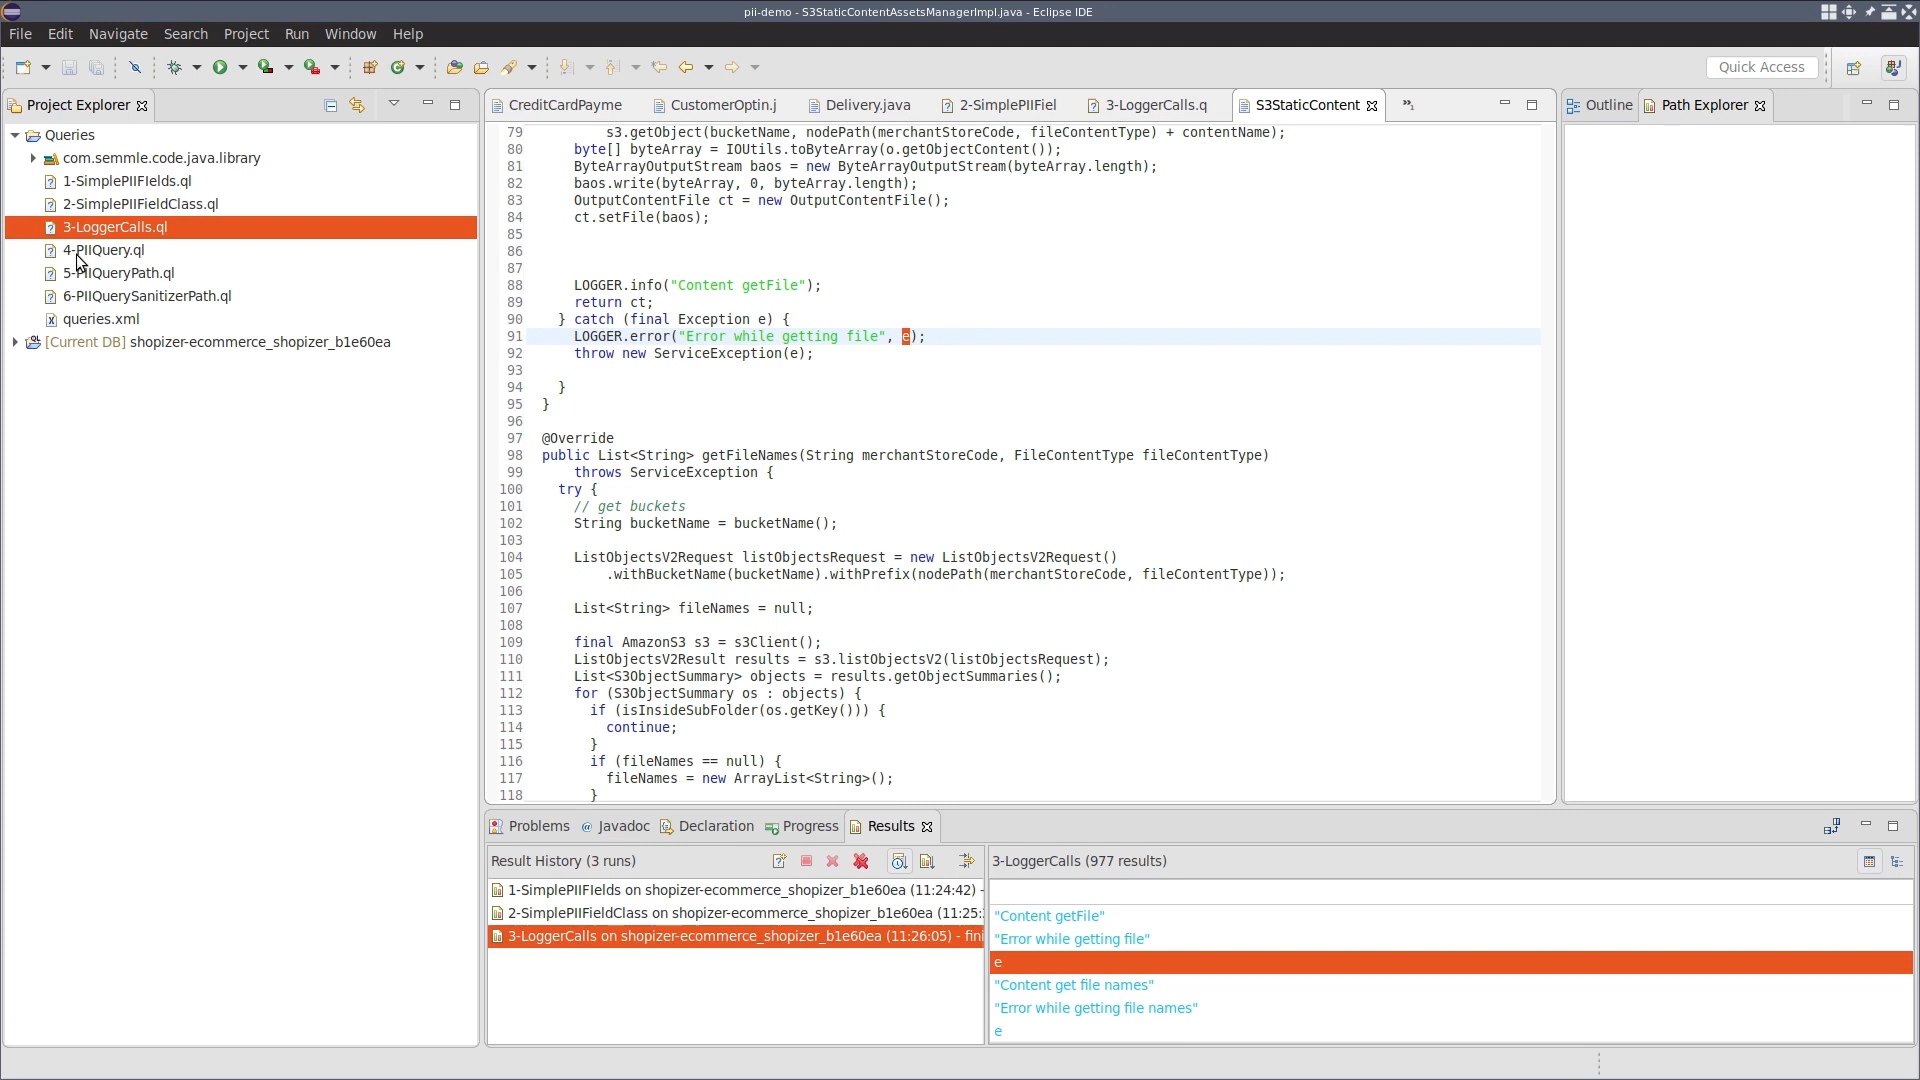 pii-demo - S3StaticContentAssetsManagerImpl.java - Eclipse IDE
File Edit Navigate Search Project Run Window Help
Quick Access
Project Explorer
Queries
com.semmle.code.java.library
1-SimplePIIFIelds.ql
2-SimplePIIFieldClass.ql
3-LoggerCalls.ql
4-PIIQuery.ql
5-PIIQueryPath.ql
6-PIIQuerySanitizerPath.ql
queries.xml
[Current DB] shopizer-ecommerce_shopizer_b1e60ea
CreditCardPayme CustomerOptin.j Delivery.java 2-SimplePIIFiel 3-LoggerCalls.q S3StaticContent »1
79 s3.getObject(bucketName, nodePath(merchantStoreCode, fileContentType) + contentName);
80 byte[] byteArray = IOUtils.toByteArray(o.getObjectContent());
81 ByteArrayOutputStream baos = new ByteArrayOutputStream(byteArray.length);
82 baos.write(byteArray, 0, byteArray.length);
83 OutputContentFile ct = new OutputContentFile();
84 ct.setFile(baos);
85
86
87
88 LOGGER.info("Content getFile");
89 return ct;
90 } catch (final Exception e) {
91 LOGGER.error("Error while getting file", e);
92 throw new ServiceException(e);
93
94 }
95 }
96
97 @Override
98 public List<String> getFileNames(String merchantStoreCode, FileContentType fileContentType)
99 throws ServiceException {
100 try {
101 // get buckets
102 String bucketName = bucketName();
103
104 ListObjectsV2Request listObjectsRequest = new ListObjectsV2Request()
105 .withBucketName(bucketName).withPrefix(nodePath(merchantStoreCode, fileContentType));
106
107 List<String> fileNames = null;
108
109 final AmazonS3 s3 = s3Client();
110 ListObjectsV2Result results = s3.listObjectsV2(listObjectsRequest);
111 List<S3ObjectSummary> objects = results.getObjectSummaries();
112 for (S3ObjectSummary os : objects) {
113 if (isInsideSubFolder(os.getKey())) {
114 continue;
115 }
116 if (fileNames == null) {
117 fileNames = new ArrayList<String>();
118 }
Outline Path Explorer
Problems Javadoc Declaration Progress Results
Result History (3 runs)
1-SimplePIIFIelds on shopizer-ecommerce_shopizer_b1e60ea (11:24:42) -
2-SimplePIIFieldClass on shopizer-ecommerce_shopizer_b1e60ea (11:25:
3-LoggerCalls on shopizer-ecommerce_shopizer_b1e60ea (11:26:05) - fini
3-LoggerCalls (977 results)
"Content getFile"
"Error while getting file"
e
"Content get file names"
"Error while getting file names"
e